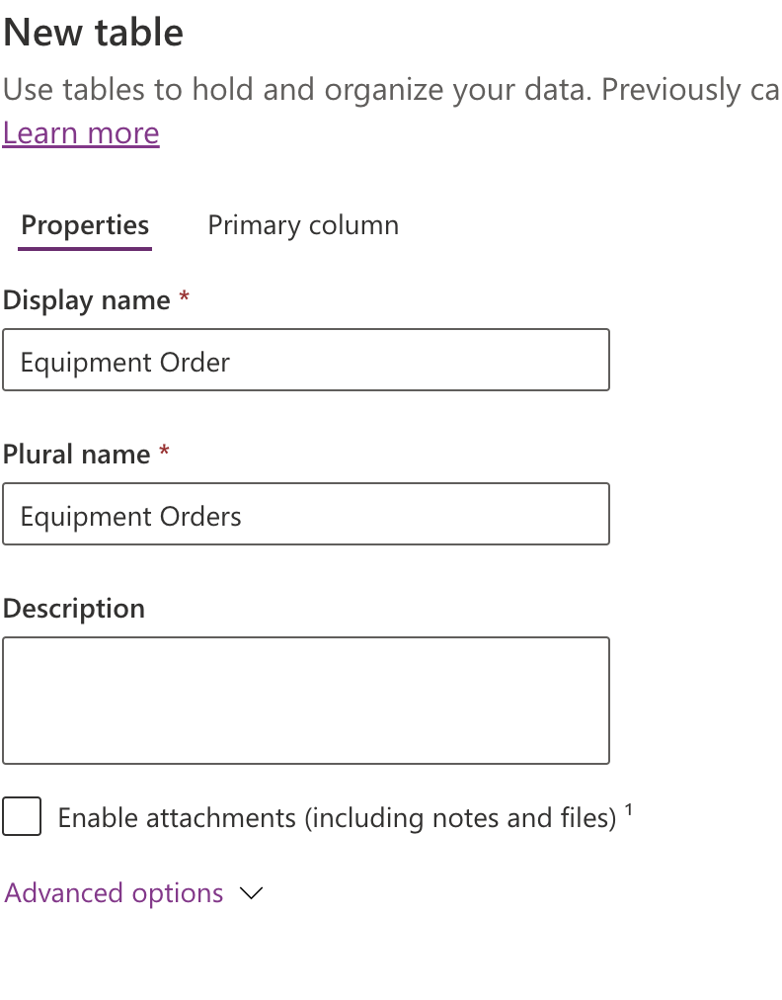 New table
Use tables to hold and organize your data. Previously ca
Learn more
Properties Primary column
Display name *
Equipment Order
Plural name *
Equipment Orders
Description
Enable attachments (including notes and files) ¹
Advanced options